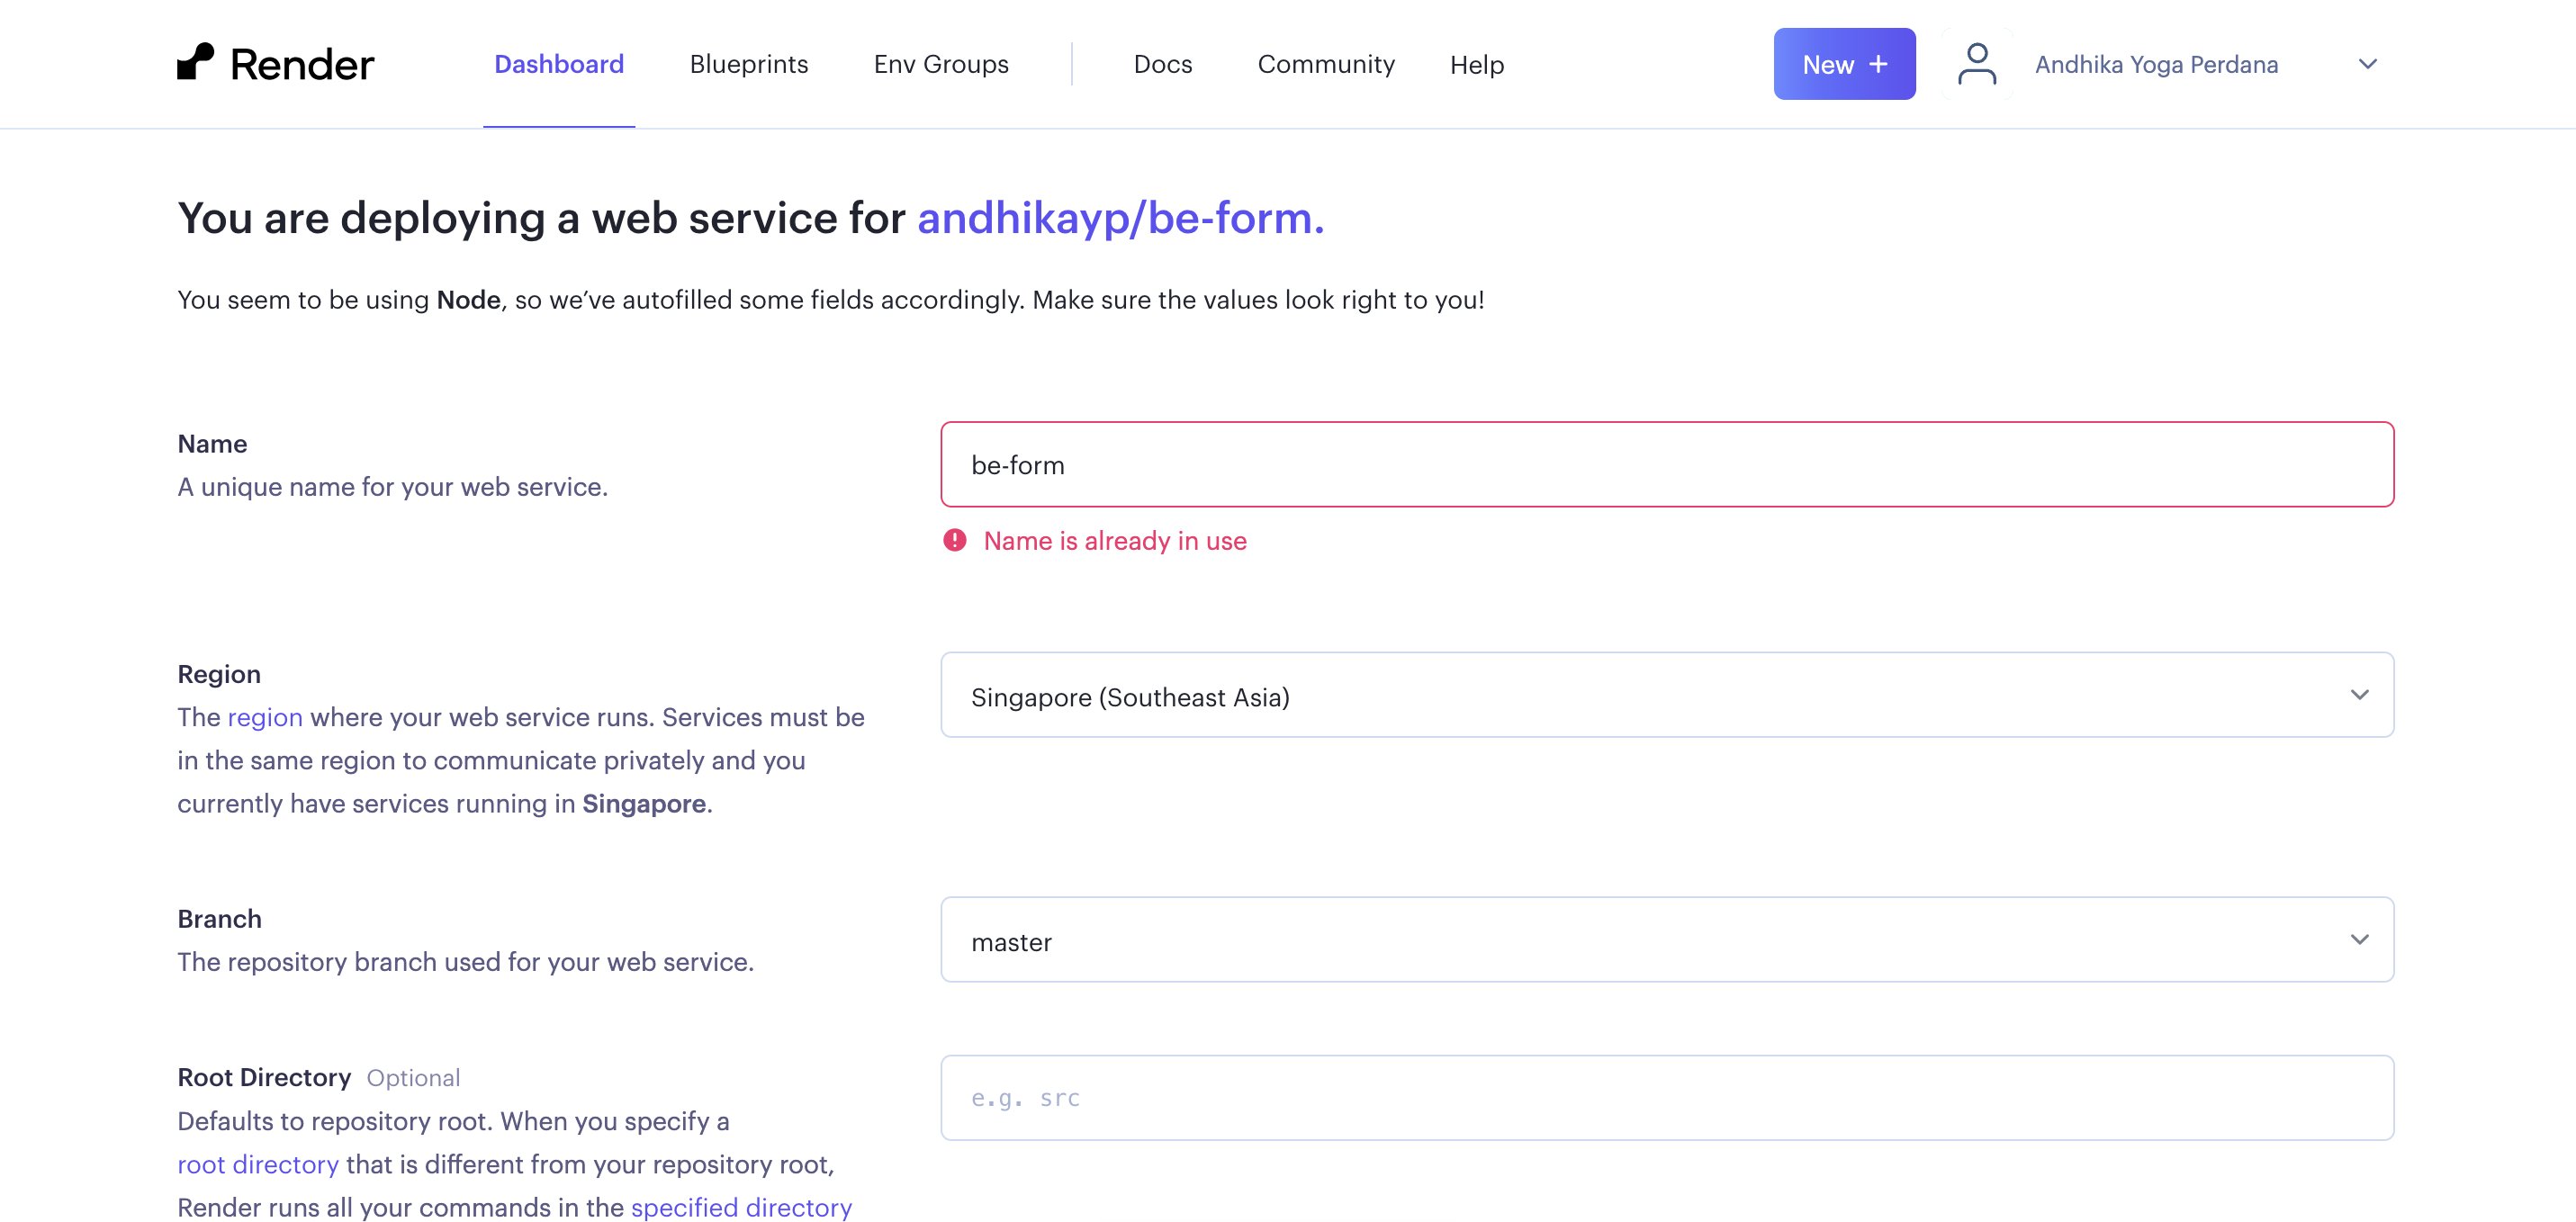 Render
Dashboard
Blueprints
Env Groups
Docs
Community
Help
New +
Andhika Yoga Perdana
You are deploying a web service for andhikayp/be-form.
You seem to be using Node, so we’ve autofilled some fields accordingly. Make sure the values look right to you!
Name
A unique name for your web service.
be-form
Name is already in use
Region
The region where your web service runs. Services must be
in the same region to communicate privately and you
currently have services running in Singapore.
Singapore (Southeast Asia)
Branch
The repository branch used for your web service.
master
Root Directory Optional
Defaults to repository root. When you specify a
root directory that is different from your repository root,
Render runs all your commands in the specified directory
e.g. src